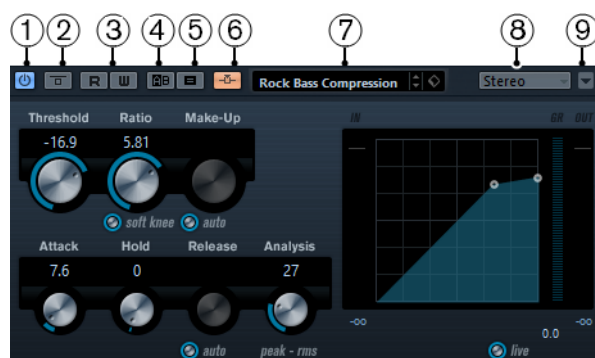 1 2 3 4 5 6 7 8 9
R W AB Rock Bass Compression Stereo
Threshold Ratio Make-Up IN GR OUT
-16.9 5.81
soft knee auto
Attack Hold Release Analysis
7.6 0 27
-∞ -∞
0.0
auto peak - rms live